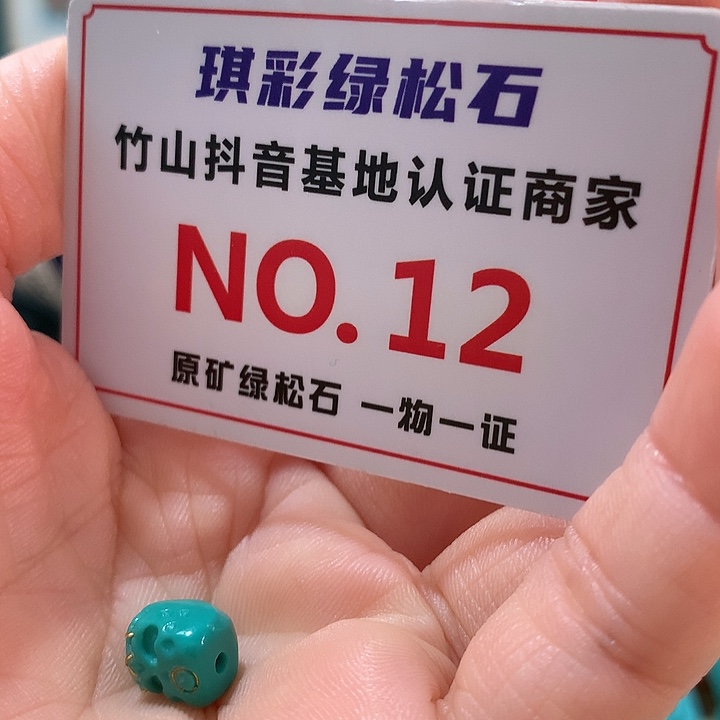 琪彩绿松石
竹山抖音基地认证商家
NO.12
原矿绿松石 一物一证